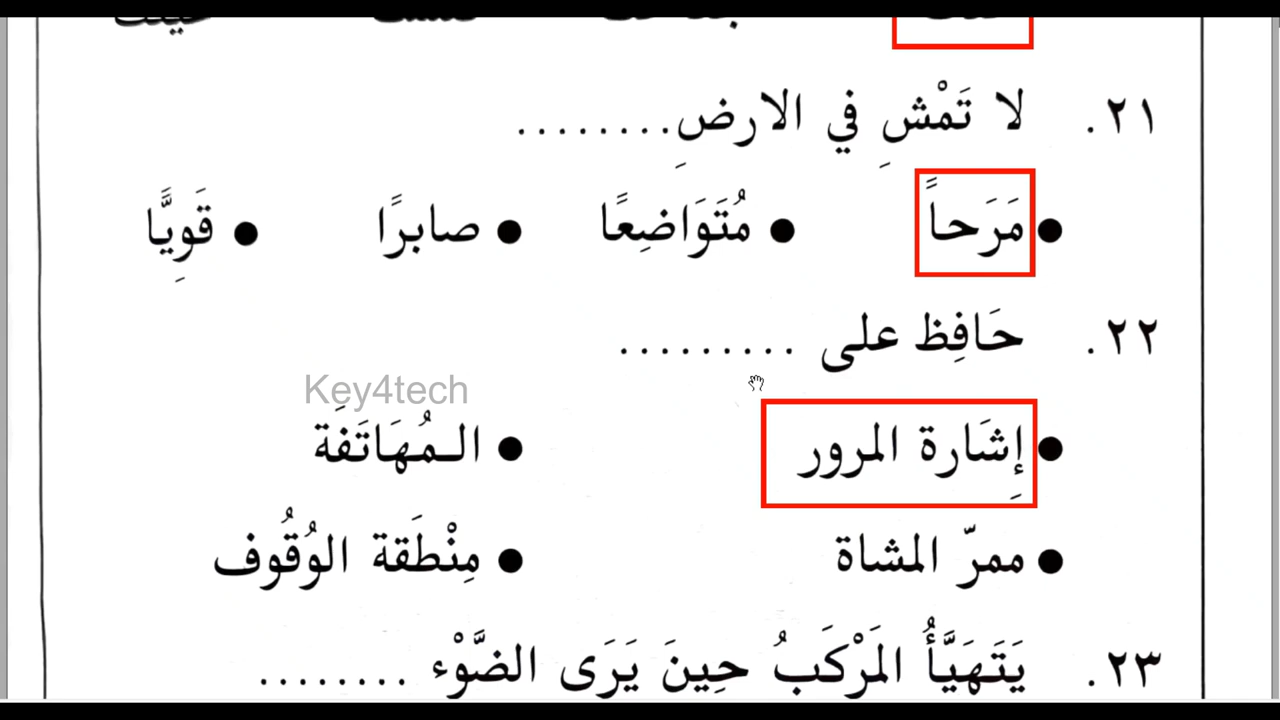 ٢١. لا تَمْشِ في الارضِ........
● مَرَحاً ● مُتَوَاضِعًا ● صابرًا ● قَوِيًّا
٢٢. حَافِظ على .........
Key4tech
● إِشَارة المرور ● الـمُهَاتَفَة
● ممرّ المشاة ● مِنْطَقة الوُقُوف
٢٣. يَتَهَيَّأُ المَرْكَبُ حِينَ يَرَى الضَّوْء ........